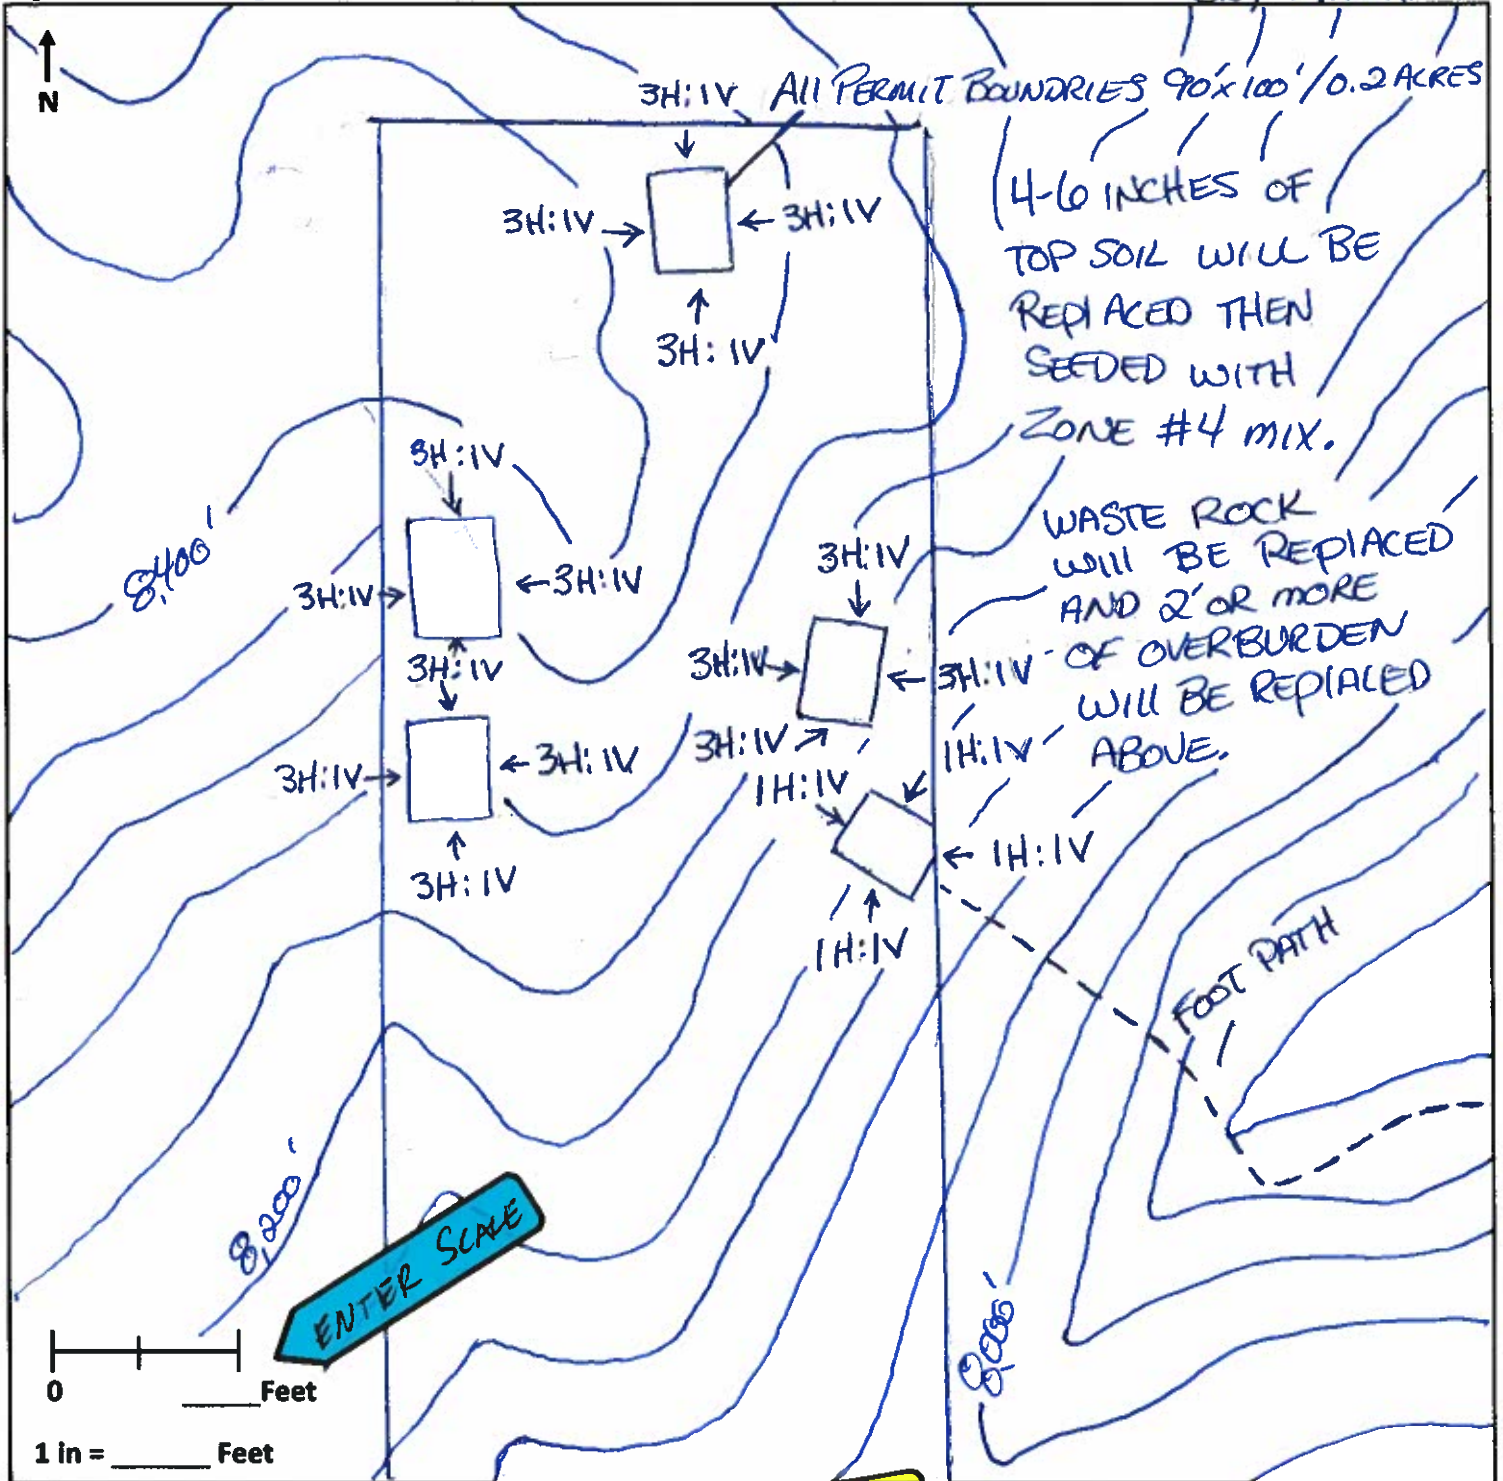 N
3H:1V
All PERMIT BOUNDRIES 90'x100'/0.2 ACRES
3H:1V
3H:1V
3H:1V
4-6 INCHES OF
TOP SOIL WILL BE
REPlACED THEN
SEEDED WITH
ZONE #4 MIX.
8,400'
3H:1V
3H:1V
3H:1V
3H:1V
3H:1V
3H:1V
3H:1V
WASTE ROCK
WIll BE REPlACED
AND 2' OR MORE
OF OVERBURDEN
WIll BE REPlACED
ABOVE.
3H:1V
3H:1V
3H:1V
3H:1V
1H:1V
1H:1V
1H:1V
1H:1V
FOOT PATH
8,200'
8,000'
ENTER SCALE
0 ______ Feet
1 in = ________ Feet